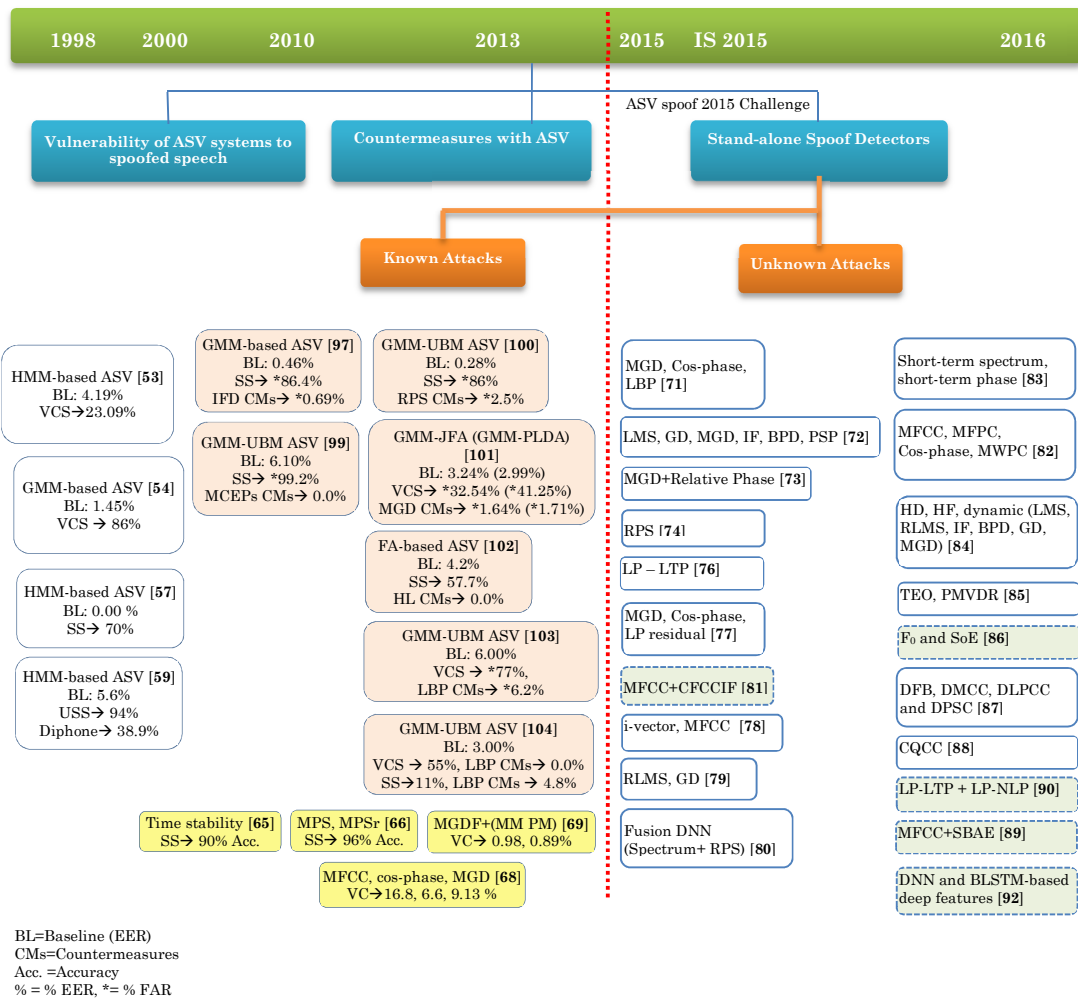 1998
2000
2010
2013
2015
IS 2015
2016
ASV spoof 2015 Challenge
Vulnerability of ASV systems to
spoofed speech
Countermeasures with ASV
Stand-alone Spoof Detectors
Known Attacks
Unknown Attacks
HMM-based ASV [53]
BL: 4.19%
VCS→23.09%
GMM-based ASV [54]
BL: 1.45%
VCS → 86%
HMM-based ASV [57]
BL: 0.00 %
SS→ 70%
HMM-based ASV [59]
BL: 5.6%
USS→ 94%
Diphone→ 38.9%
GMM-based ASV [97]
BL: 0.46%
SS→ *86.4%
IFD CMs→ *0.69%
GMM-UBM ASV [99]
BL: 6.10%
SS→ *99.2%
MCEPs CMs→ 0.0%
GMM-UBM ASV [100]
BL: 0.28%
SS→ *86%
RPS CMs→ *2.5%
GMM-JFA (GMM-PLDA)
[101]
BL: 3.24% (2.99%)
VCS→ *32.54% (*41.25%)
MGD CMs→ *1.64% (*1.71%)
FA-based ASV [102]
BL: 4.2%
SS→ 57.7%
HL CMs→ 0.0%
GMM-UBM ASV [103]
BL: 6.00%
VCS → *77%,
LBP CMs→ *6.2%
GMM-UBM ASV [104]
BL: 3.00%
VCS → 55%, LBP CMs→ 0.0%
SS→11%, LBP CMs → 4.8%
Time stability [65]
SS→ 90% Acc.
MPS, MPSr [66]
SS→ 96% Acc.
MGDF+(MM PM) [69]
VC→ 0.98, 0.89%
MFCC, cos-phase, MGD [68]
VC→16.8, 6.6, 9.13 %
MGD, Cos-phase,
LBP [71]
LMS, GD, MGD, IF, BPD, PSP [72]
MGD+Relative Phase [73]
RPS [74]
LP – LTP [76]
MGD, Cos-phase,
LP residual [77]
MFCC+CFCCIF [81]
i-vector, MFCC [78]
RLMS, GD [79]
Fusion DNN
(Spectrum+ RPS) [80]
Short-term spectrum,
short-term phase [83]
MFCC, MFPC,
Cos-phase, MWPC [82]
HD, HF, dynamic (LMS,
RLMS, IF, BPD, GD,
MGD) [84]
TEO, PMVDR [85]
F₀ and SoE [86]
DFB, DMCC, DLPCC
and DPSC [87]
CQCC [88]
LP-LTP + LP-NLP [90]
MFCC+SBAE [89]
DNN and BLSTM-based
deep features [92]
BL=Baseline (EER)
CMs=Countermeasures
Acc. =Accuracy
% = % EER, *= % FAR